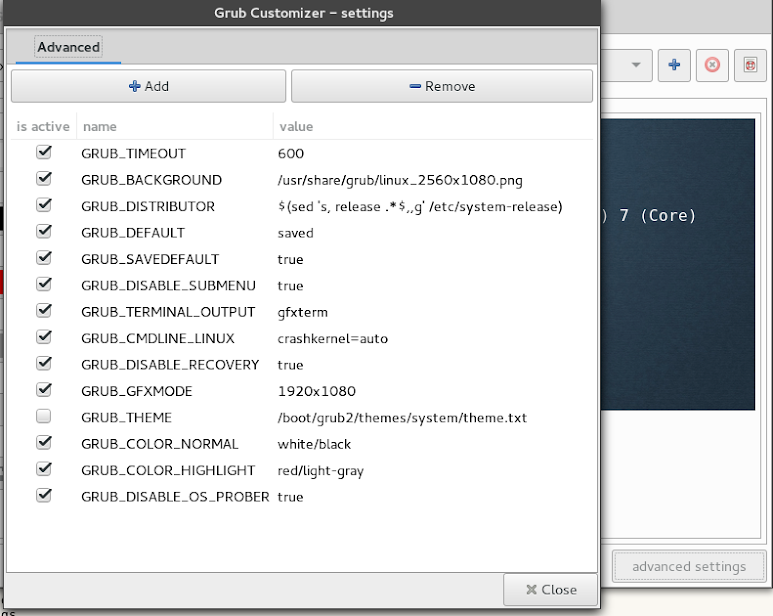 Grub Customizer – settings
Advanced
Add
Remove
is active name value
GRUB_TIMEOUT 600
GRUB_BACKGROUND /usr/share/grub/linux_2560x1080.png
GRUB_DISTRIBUTOR $(sed 's, release .*$,,g' /etc/system-release)
) 7 (Core)
GRUB_DEFAULT saved
GRUB_SAVEDEFAULT true
GRUB_DISABLE_SUBMENU true
GRUB_TERMINAL_OUTPUT gfxterm
GRUB_CMDLINE_LINUX crashkernel=auto
GRUB_DISABLE_RECOVERY true
GRUB_GFXMODE 1920x1080
GRUB_THEME /boot/grub2/themes/system/theme.txt
GRUB_COLOR_NORMAL white/black
GRUB_COLOR_HIGHLIGHT red/light-gray
GRUB_DISABLE_OS_PROBER true
advanced settings
Close